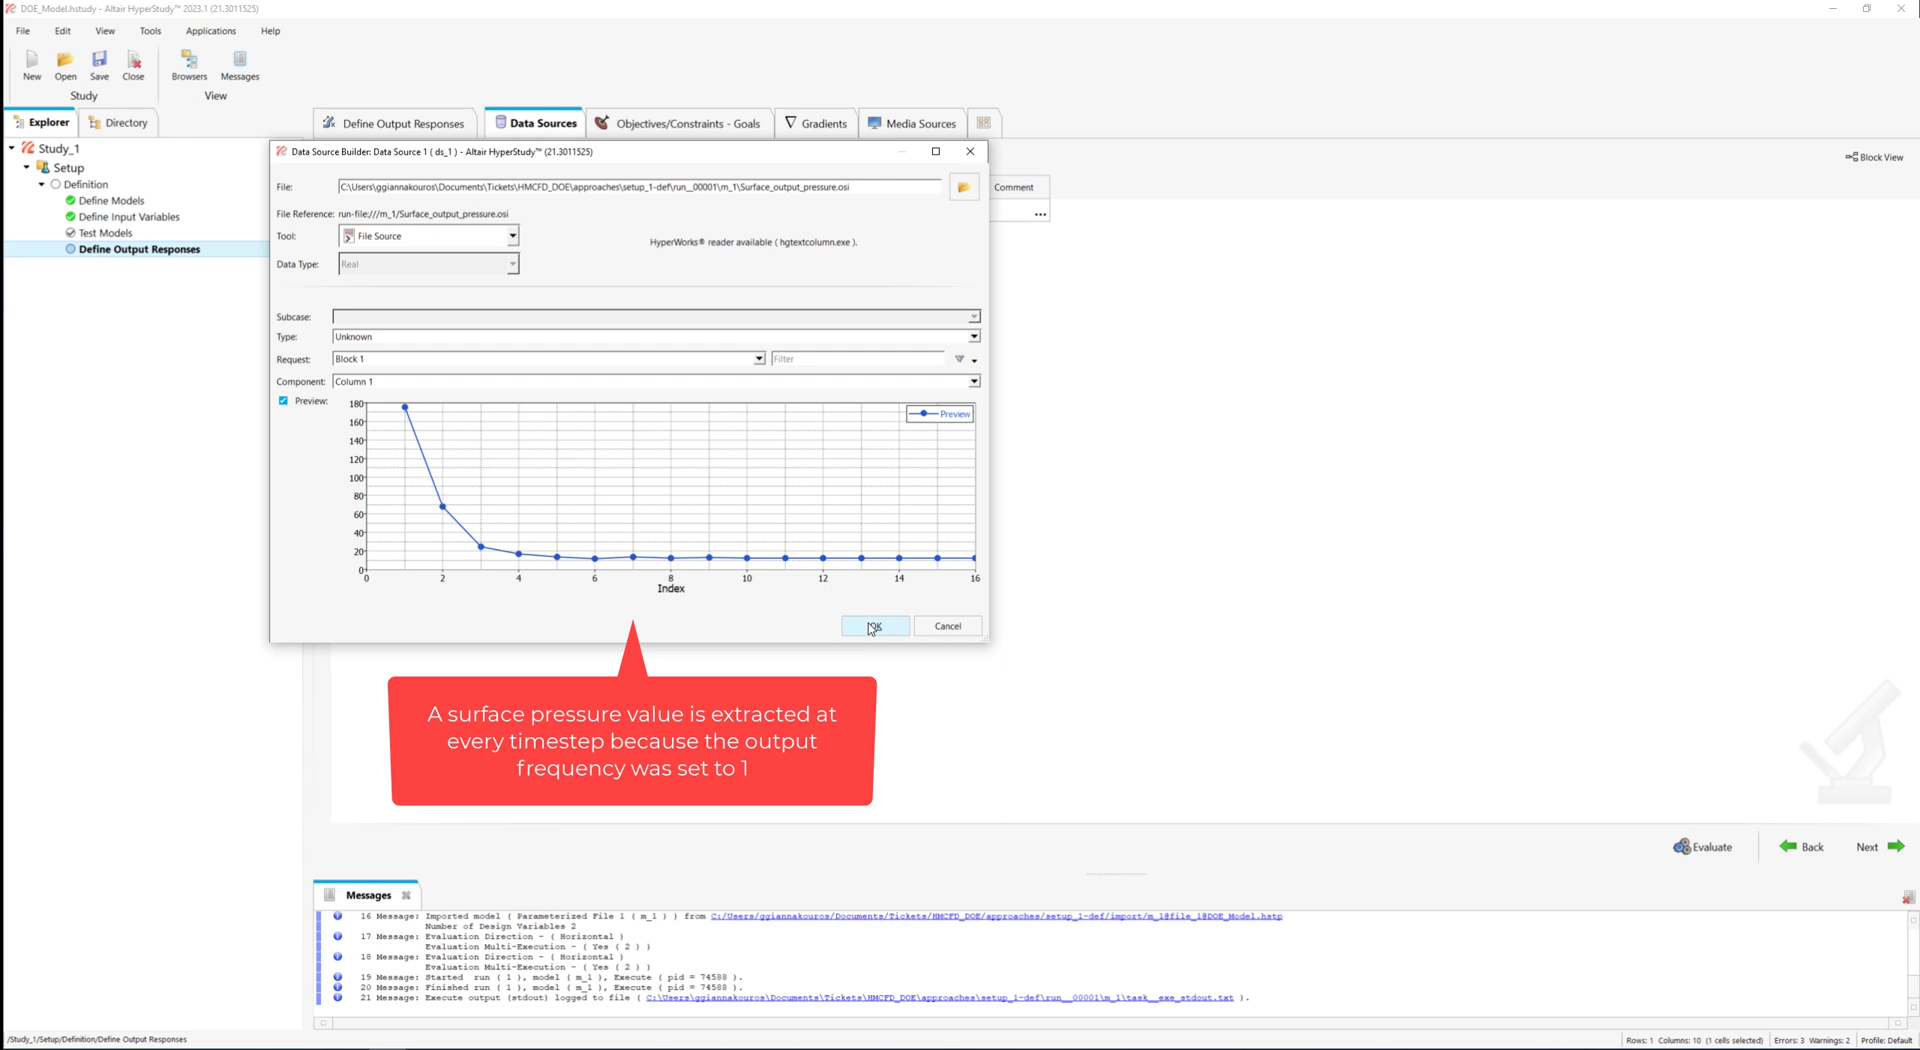 DOE_Model.hstudy - Altair HyperStudy™ 2023.1 (21.3011525)
File Edit View Tools Applications Help
New Open Save Close Browsers Messages
Study View
Explorer Directory
Define Output Responses Data Sources Objectives/Constraints - Goals Gradients Media Sources
Study_1
Setup
Definition
Define Models
Define Input Variables
Test Models
Define Output Responses
Block View
Comment
...
Data Source Builder: Data Source 1 ( ds_1 ) - Altair HyperStudy™ (21.3011525)
File: C:\Users\ggiannakouros\Documents\Tickets\HMCFD_DOE\approaches\setup_1-def\run__00001\m_1\Surface_output_pressure.osi
File Reference: run-file:///m_1/Surface_output_pressure.osi
Tool: File Source
HyperWorks® reader available ( hgtextcolumn.exe ).
Data Type: Real
Subcase:
Type: Unknown
Request: Block 1 Filter
Component: Column 1
Preview:
Preview
180
160
140
120
100
80
60
40
20
0
0 2 4 6 8 10 12 14 16
Index
OK Cancel
A surface pressure value is extracted at
every timestep because the output
frequency was set to 1
Evaluate Back Next
Messages
16 Message: Imported model ( Parameterized File 1 ( m_1 ) ) from C:/Users/ggiannakouros/Documents/Tickets/HMCFD_DOE/approaches/setup_1-def/import/m_1@file_1@DOE_Model.hstp
Number of Design Variables 2
17 Message: Evaluation Direction - ( Horizontal )
Evaluation Multi-Execution - ( Yes ( 2 ) )
18 Message: Evaluation Direction - ( Horizontal )
Evaluation Multi-Execution - ( Yes ( 2 ) )
19 Message: Started run ( 1 ), model ( m_1 ), Execute ( pid = 74588 ).
20 Message: Finished run ( 1 ), model ( m_1 ), Execute ( pid = 74588 ).
21 Message: Execute output (stdout) logged to file ( C:\Users\ggiannakouros\Documents\Tickets\HMCFD_DOE\approaches\setup_1-def\run__00001\m_1\task__exe_stdout.txt ).
/Study_1/Setup/Definition/Define Output Responses
Rows: 1 Columns: 10 (1 cells selected) Errors: 3 Warnings: 2 Profile: Default